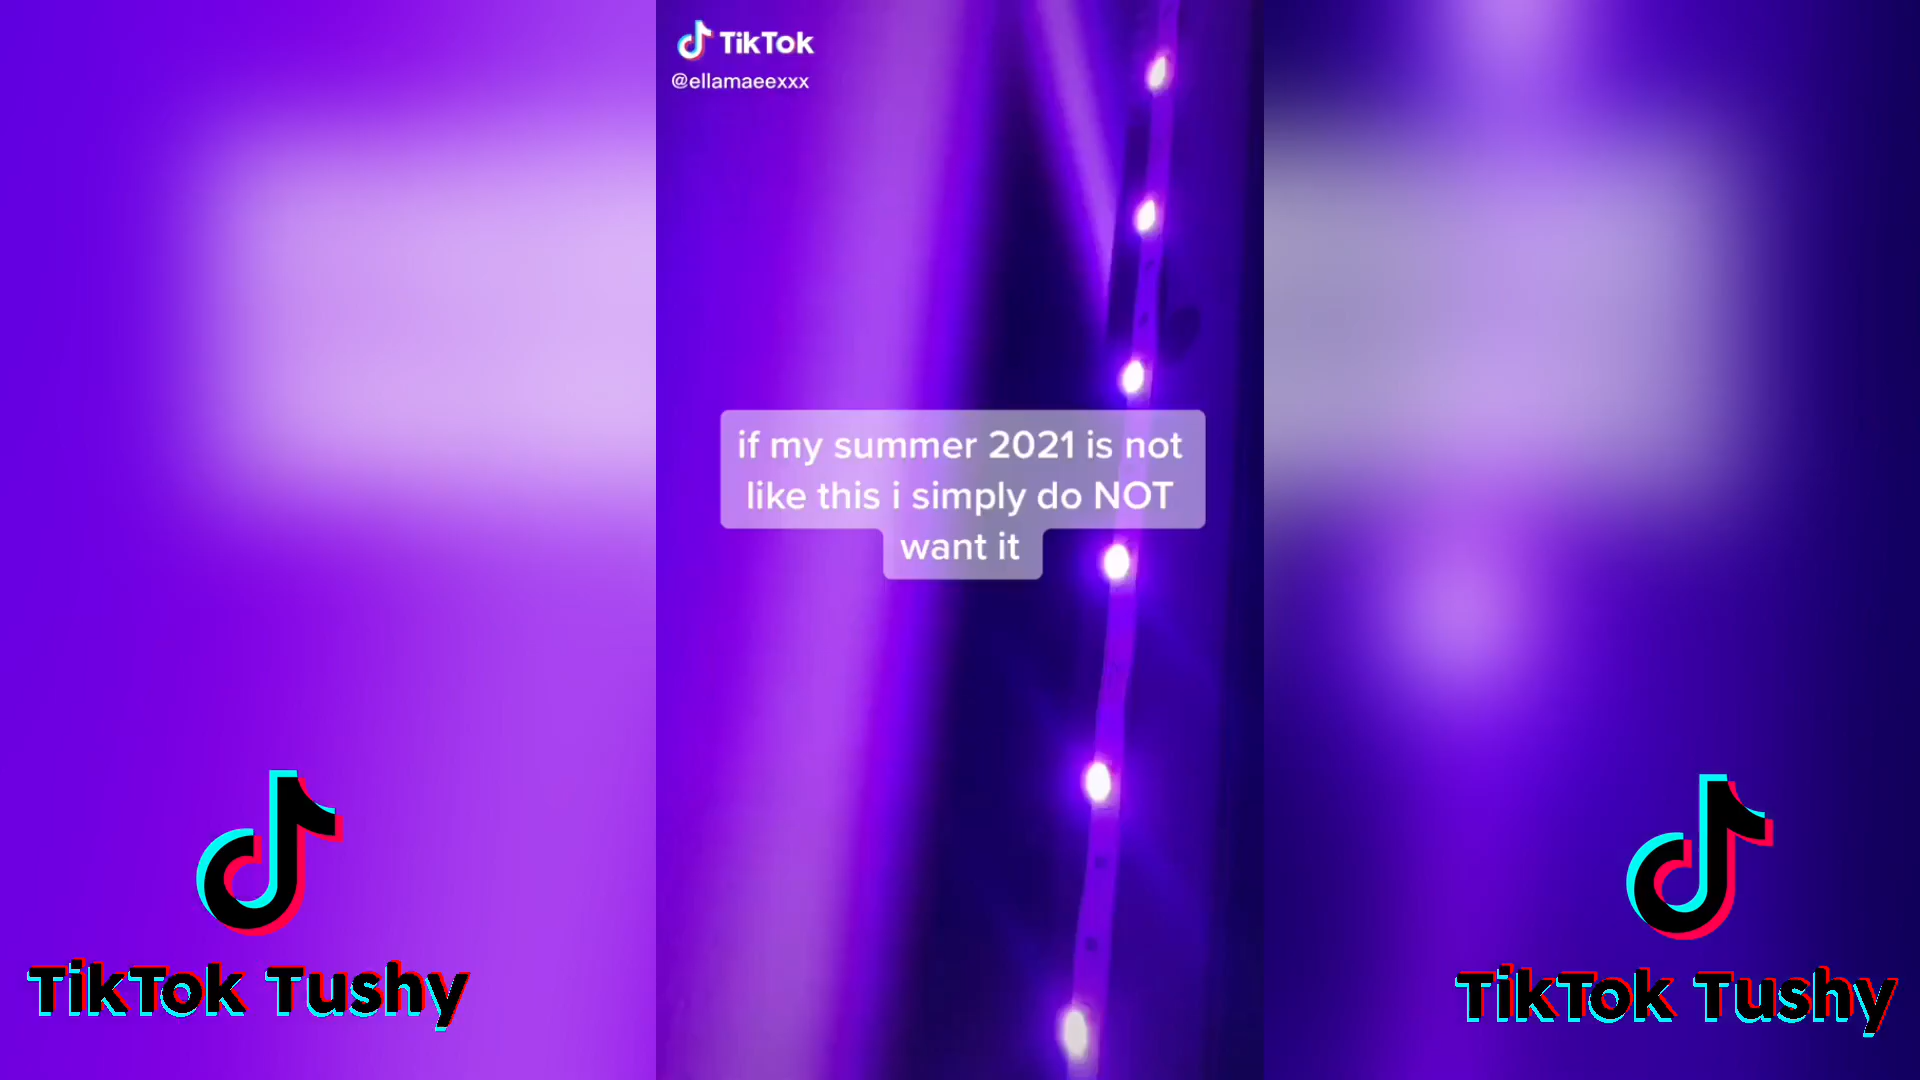 TikTok
@ellamaeexxx
if my summer 2021 is not
like this i simply do NOT
want it
TikTok Tushy
TikTok Tushy